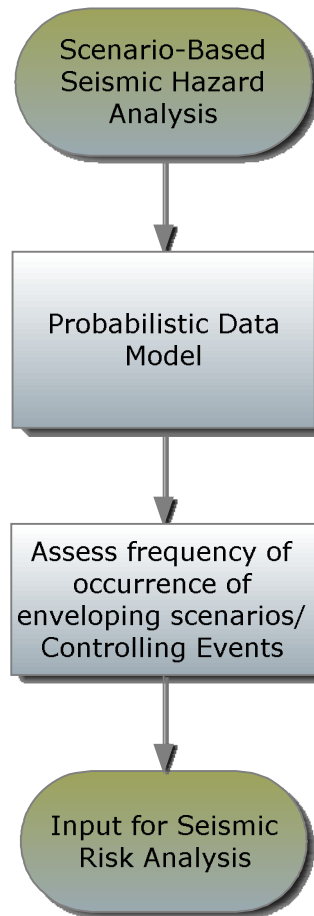 Scenario-Based
Seismic Hazard
Analysis
Probabilistic Data
Model
Assess frequency of
occurrence of
enveloping scenarios/
Controlling Events
Input for Seismic
Risk Analysis